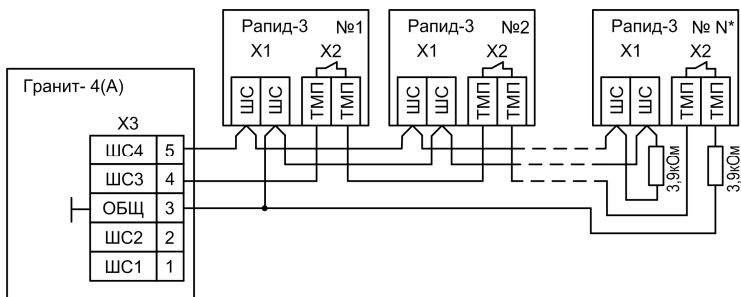 Рапид-3 №1
X1 X2
ШС ШС ТМП ТМП
Рапид-3 №2
X1 X2
ШС ШС ТМП ТМП
Рапид-3 № N*
X1 X2
ШС ШС ТМП ТМП
Гранит- 4(А)
X3
ШС4 5
ШС3 4
ОБЩ 3
ШС2 2
ШС1 1
3,9кОм
3,9кОм